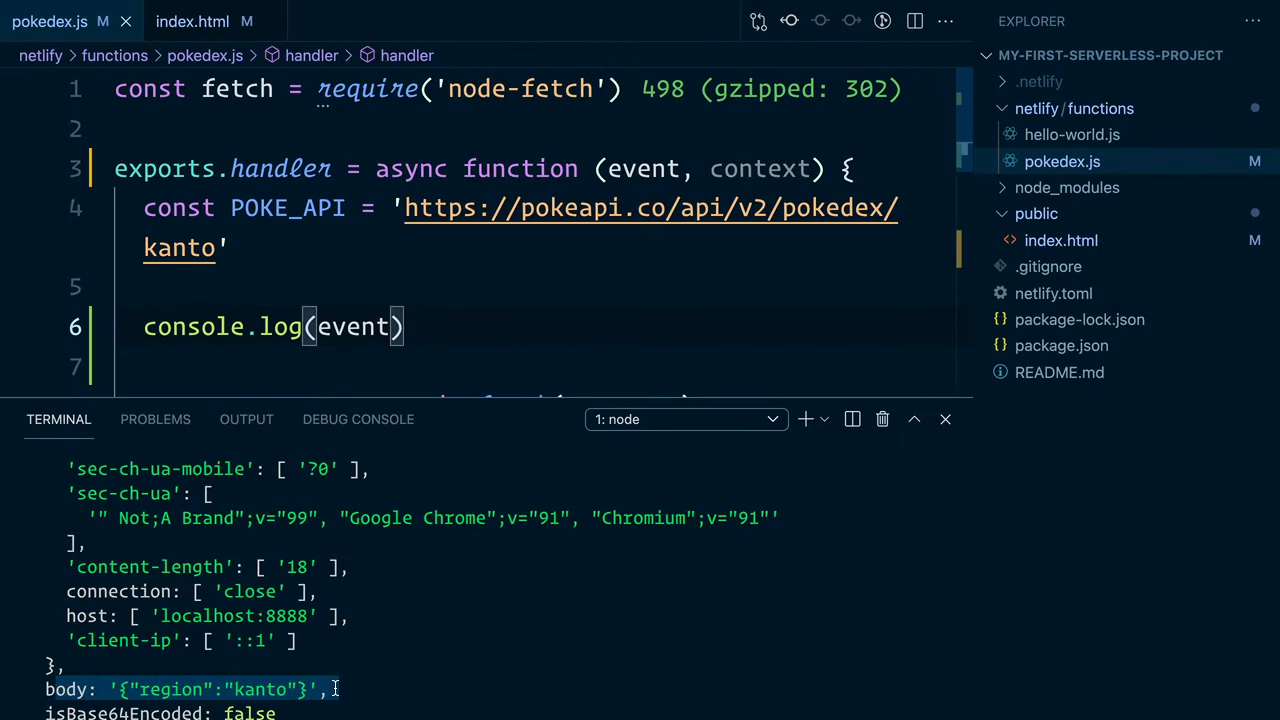 pokedex.js M
index.html M
netlify functions pokedex.js handler handler
1 const fetch = require('node-fetch') 498 (gzipped: 302)
2
3 exports.handler = async function (event, context) {
4 const POKE_API = 'https://pokeapi.co/api/v2/pokedex/
kanto'
5
6 console.log(event)
7
TERMINAL PROBLEMS OUTPUT DEBUG CONSOLE 1: node
'sec-ch-ua-mobile': [ '?0' ],
'sec-ch-ua': [
'" Not;A Brand";v="99", "Google Chrome";v="91", "Chromium";v="91"'
],
'content-length': [ '18' ],
connection: [ 'close' ],
host: [ 'localhost:8888' ],
'client-ip': [ '::1' ]
},
body: '{"region":"kanto"}',
isBase64Encoded: false
EXPLORER
MY-FIRST-SERVERLESS-PROJECT
.netlify
netlify/functions
hello-world.js
pokedex.js M
node_modules
public
index.html M
.gitignore
netlify.toml
package-lock.json
package.json
README.md